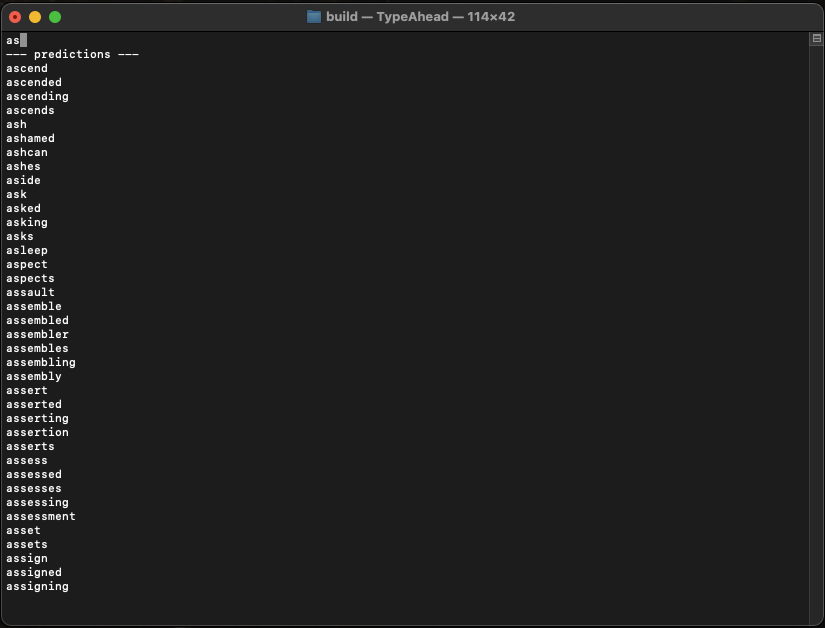 build — TypeAhead — 114×42
as
--- predictions ---
ascend
ascended
ascending
ascends
ash
ashamed
ashcan
ashes
aside
ask
asked
asking
asks
asleep
aspect
aspects
assault
assemble
assembled
assembler
assembles
assembling
assembly
assert
asserted
asserting
assertion
asserts
assess
assessed
assesses
assessing
assessment
asset
assets
assign
assigned
assigning